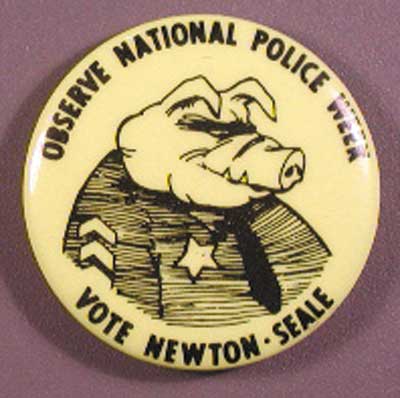 OBSERVE NATIONAL POLICE WEEK
VOTE NEWTON · SEALE